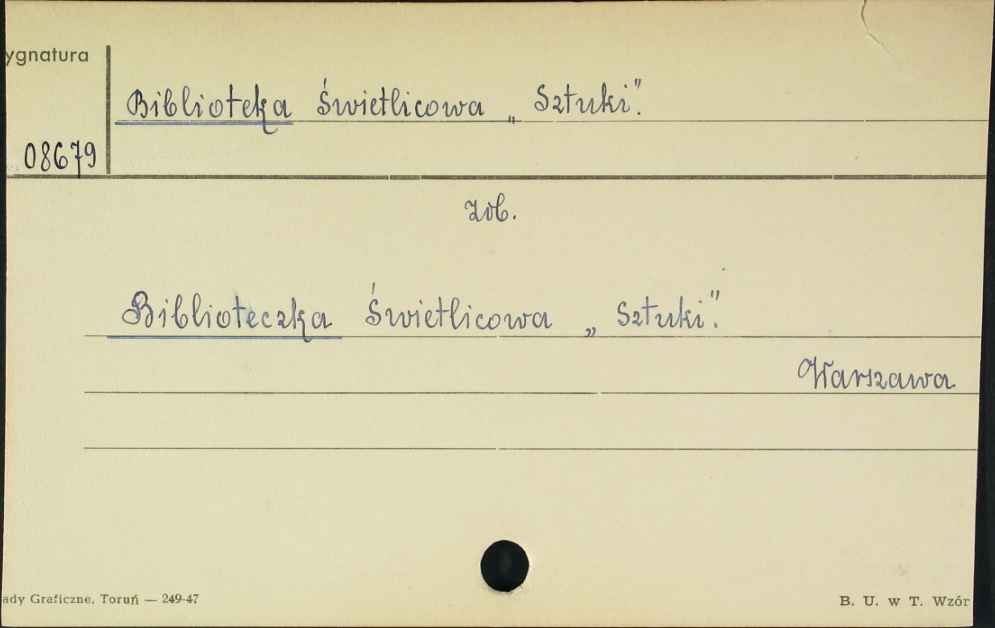 ygnatura
Biblioteka Świetlicowa „Sztuki".
08679
zob.
Biblioteczka Świetlicowa „Sztuki".
Warszawa
ady Graficzne, Toruń — 249-47
B. U. w T. Wzór